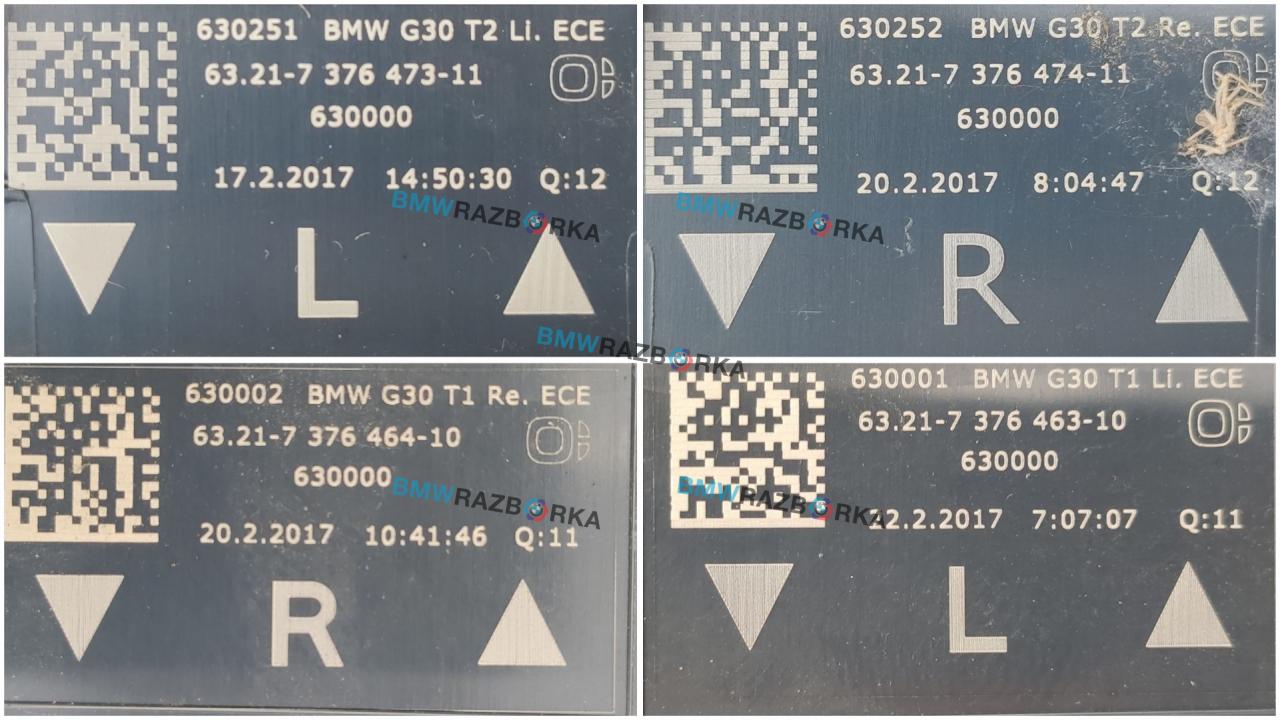 630251 BMW G30 T2 Li. ECE
63.21-7 376 473-11
630000
17.2.2017 14:50:30 Q:12
L
630252 BMW G30 T2 Re. ECE
63.21-7 376 474-11
630000
20.2.2017 8:04:47 Q:12
R
BMWRAZBORKA
BMWRAZBORKA
BMWRAZBORKA
630002 BMW G30 T1 Re. ECE
63.21-7 376 464-10
630000
20.2.2017 10:41:46 Q:11
R
630001 BMW G30 T1 Li. ECE
63.21-7 376 463-10
630000
2.2.2017 7:07:07 Q:11
L
BMWRAZBORKA
BMWRAZBORKA